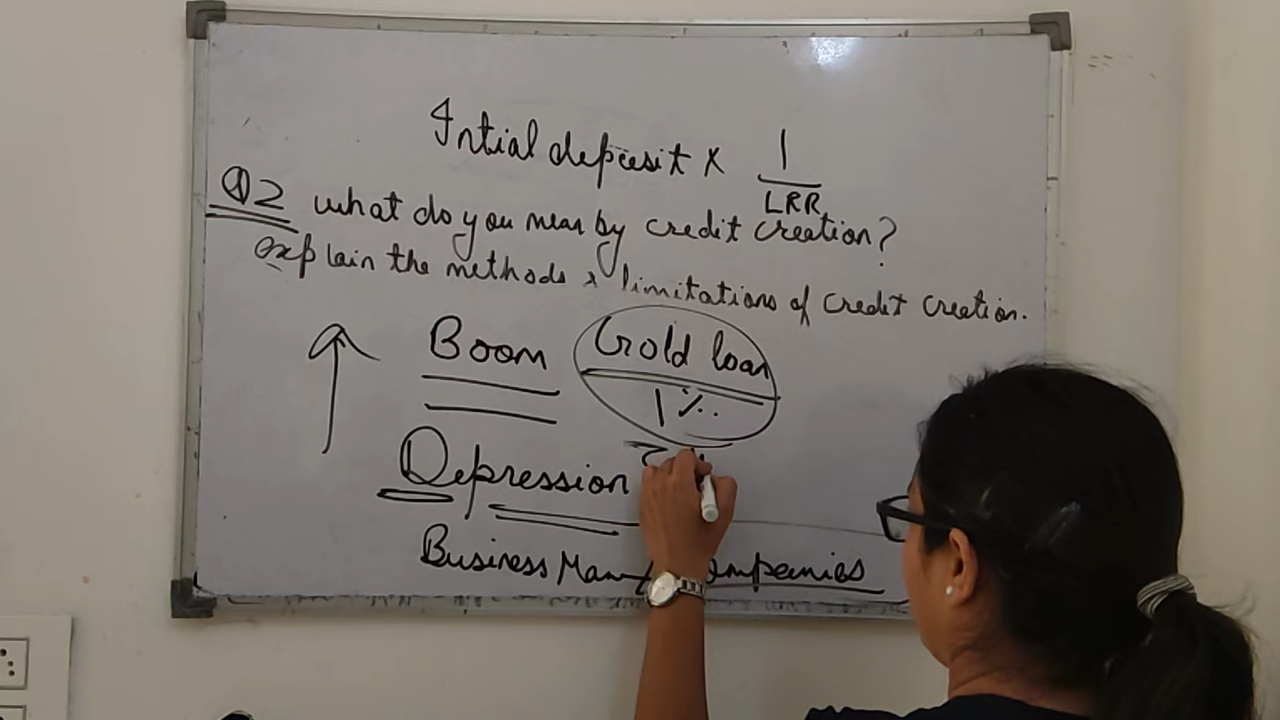 Intial deposit x 1
LRR
Q2 what do you mean by credit creation?
explain the methods & limitations of credit creation.
Boom
Gold loan
1%.
Depression
Business Man